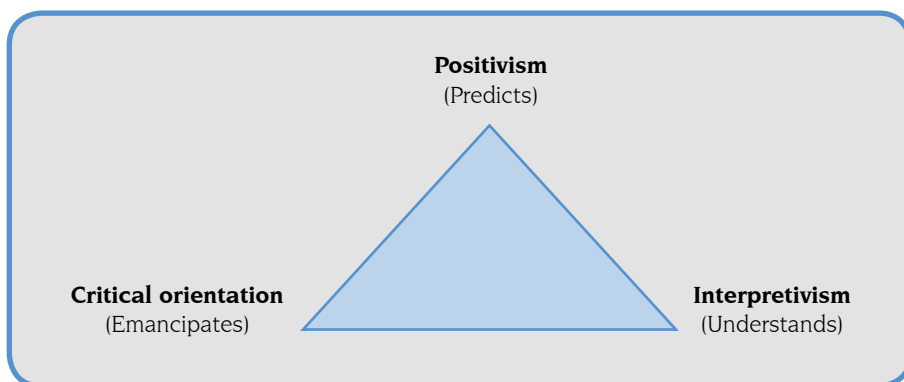 Positivism
(Predicts)
Critical orientation
(Emancipates)
Interpretivism
(Understands)